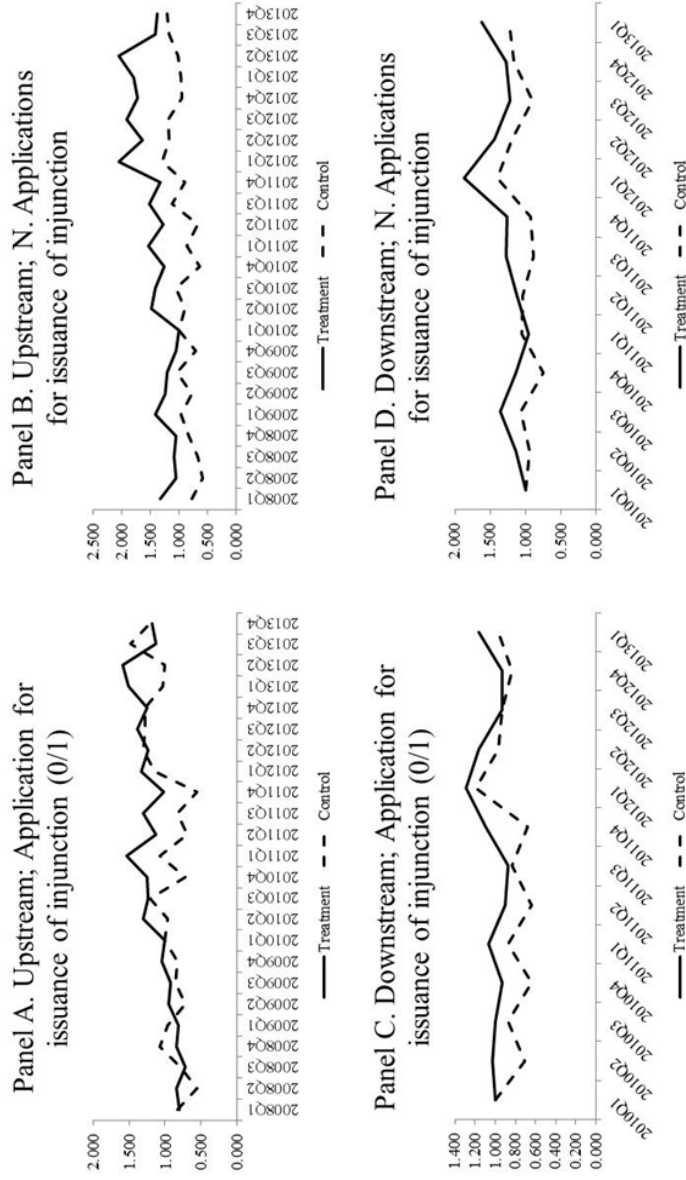 Panel A. Upstream; Application for
issuance of injunction (0/1)
2.000
1.500
1.000
0.500
0.000
2008Q1
2008Q2
2008Q3
2008Q4
2009Q1
2009Q2
2009Q3
2009Q4
2010Q1
2010Q2
2010Q3
2010Q4
2011Q1
2011Q2
2011Q3
2011Q4
2012Q1
2012Q2
2012Q3
2012Q4
2013Q1
2013Q2
2013Q3
2013Q4
Treatment Control
Panel B. Upstream; N. Applications
for issuance of injunction
2.500
2.000
1.500
1.000
0.500
0.000
2008Q1
2008Q2
2008Q3
2008Q4
2009Q1
2009Q2
2009Q3
2009Q4
2010Q1
2010Q2
2010Q3
2010Q4
2011Q1
2011Q2
2011Q3
2011Q4
2012Q1
2012Q2
2012Q3
2012Q4
2013Q1
2013Q2
2013Q3
2013Q4
Treatment Control
Panel C. Downstream; Application for
issuance of injunction (0/1)
1.400
1.200
1.000
0.800
0.600
0.400
0.200
0.000
2010Q1
2010Q2
2010Q3
2010Q4
2011Q1
2011Q2
2011Q3
2011Q4
2012Q1
2012Q2
2012Q3
2012Q4
2013Q1
Treatment Control
Panel D. Downstream; N. Applications
for issuance of injunction
2.000
1.500
1.000
0.500
0.000
2010Q1
2010Q2
2010Q3
2010Q4
2011Q1
2011Q2
2011Q3
2011Q4
2012Q1
2012Q2
2012Q3
2012Q4
2013Q1
Treatment Control